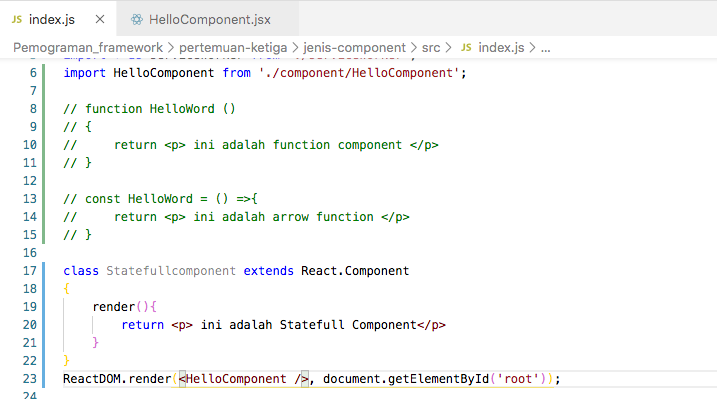 JS index.js × HelloComponent.jsx
Pemograman_framework > pertemuan-ketiga > jenis-component > src > JS index.js > ...
6 import HelloComponent from './component/HelloComponent';
7
8 // function HelloWord ()
9 // {
10 //     return <p> ini adalah function component </p>
11 // }
12
13 // const HelloWord = () =>{
14 //     return <p> ini adalah arrow function </p>
15 // }
16
17 class Statefullcomponent extends React.Component
18 {
19     render(){
20         return <p> ini adalah Statefull Component</p>
21     }
22 }
23 ReactDOM.render(<HelloComponent />, document.getElementById('root'));
24